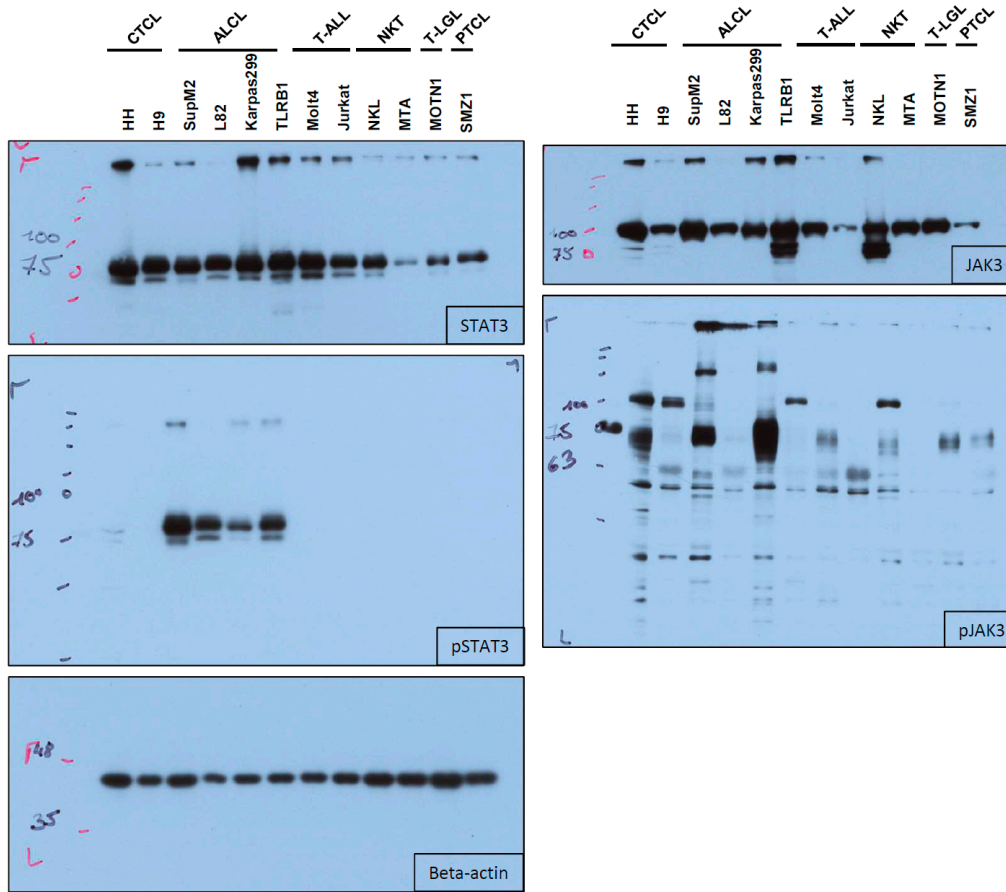 CTCL ALCL T-ALL NKT T-LGL PTCL
HH H9 SupM2 L82 Karpas299 TLRB1 Molt4 Jurkat NKL MTA MOTN1 SMZ1
100
75
STAT3
100
75
pSTAT3
48
35
L
Beta-actin
CTCL ALCL T-ALL NKT T-LGL PTCL
HH H9 SupM2 L82 Karpas299 TLRB1 Molt4 Jurkat NKL MTA MOTN1 SMZ1
100
75
JAK3
100
75
63
L
pJAK3